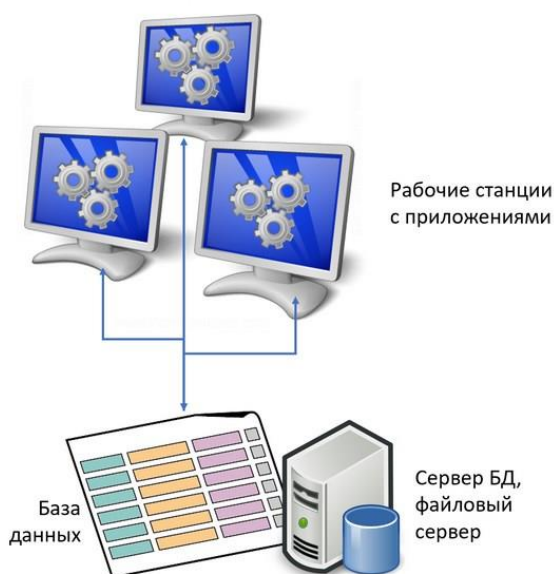 Рабочие станции
с приложениями
База
данных
Сервер БД,
файловый
сервер